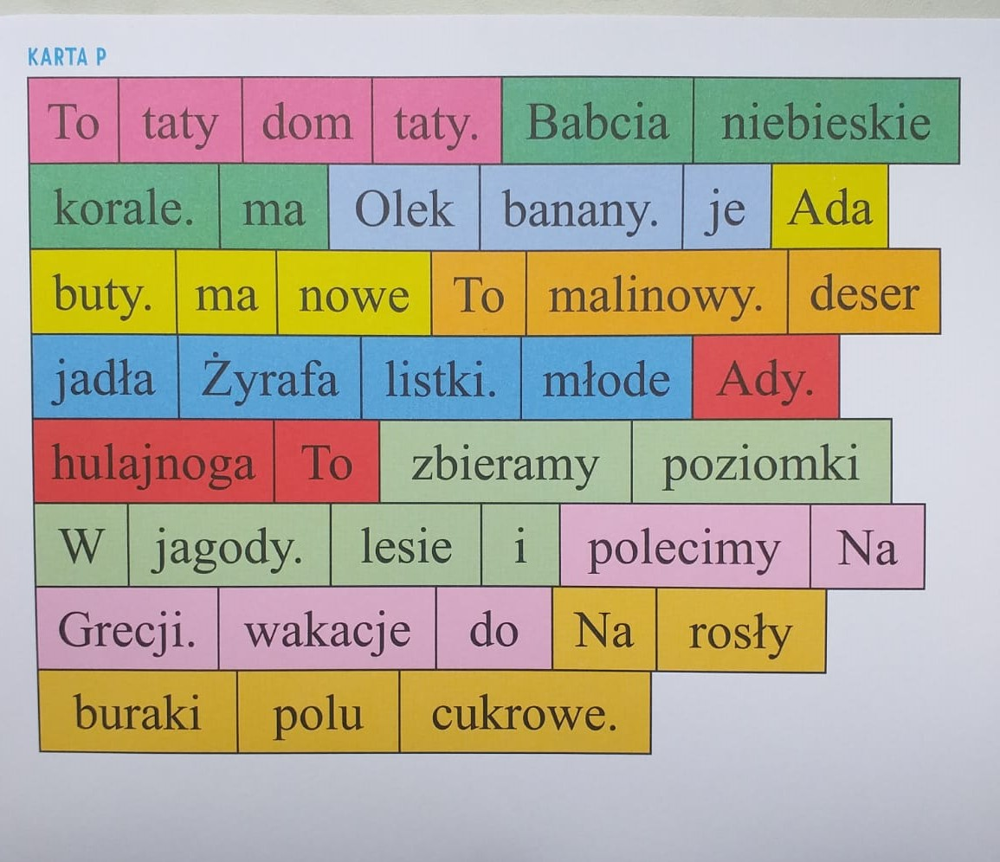 KARTA P
To taty dom taty. Babcia niebieskie
korale. ma Olek banany. je Ada
buty. ma nowe To malinowy. deser
jadła Żyrafa listki. młode Ady.
hulajnoga To zbieramy poziomki
W jagody. lesie i polecimy Na
Grecji. wakacje do Na rosły
buraki polu cukrowe.